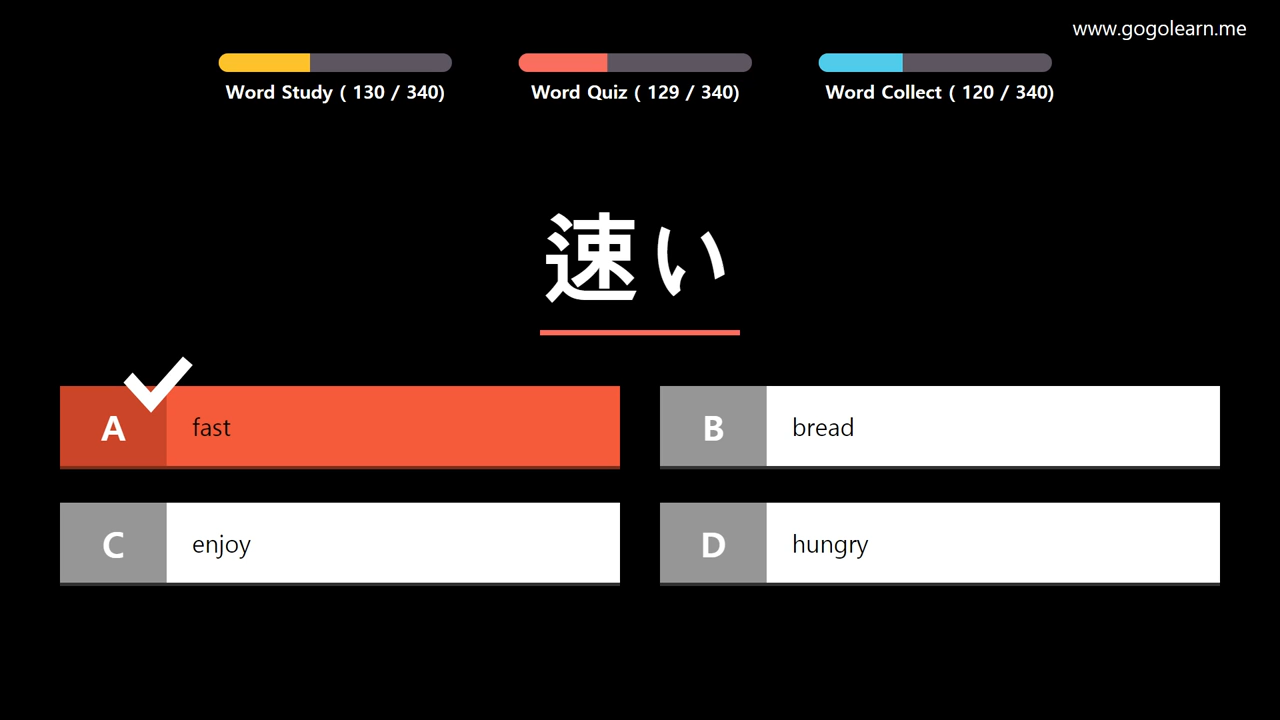 www.gogolearn.me
Word Study ( 130 / 340)
Word Quiz ( 129 / 340)
Word Collect ( 120 / 340)
速い
A fast
B bread
C enjoy
D hungry